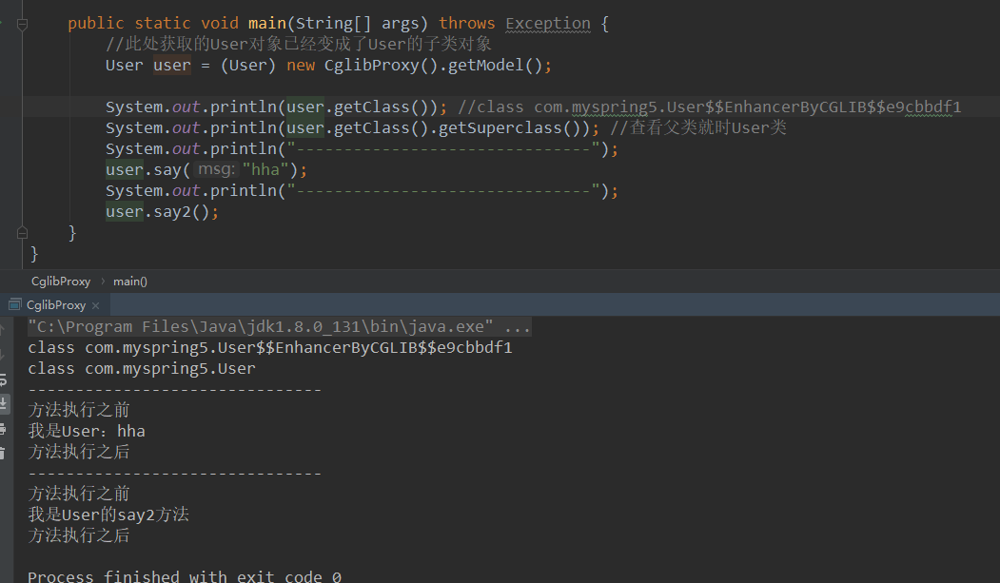 public static void main(String[] args) throws Exception {
//此处获取的User对象已经变成了User的子类对象
User user = (User) new CglibProxy().getModel();
System.out.println(user.getClass()); //class com.myspring5.User$$EnhancerByCGLIB$$e9cbbdf1
System.out.println(user.getClass().getSuperclass()); //查看父类就时User类
System.out.println("-------------------------------");
user.say( msg: "hha");
System.out.println("-------------------------------");
user.say2();
}
}
CglibProxy › main()
CglibProxy ×
"C:\Program Files\Java\jdk1.8.0_131\bin\java.exe" ...
class com.myspring5.User$$EnhancerByCGLIB$$e9cbbdf1
class com.myspring5.User
-------------------------------
方法执行之前
我是User：hha
方法执行之后
-------------------------------
方法执行之前
我是User的say2方法
方法执行之后
Process finished with exit code 0